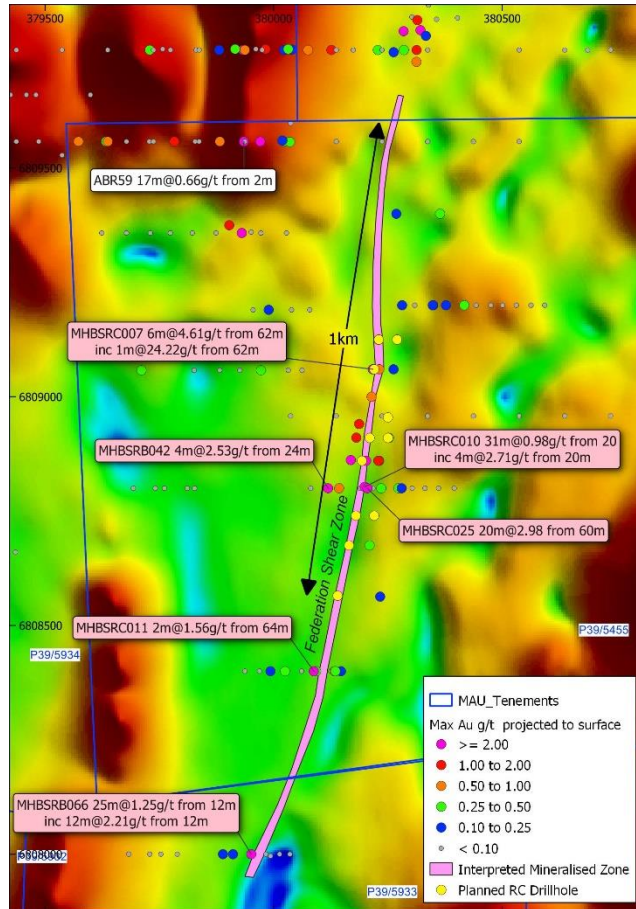 379500
380000
380500
6809500
ABR59 17m@0.66g/t from 2m
MHBSRC007 6m@4.61g/t from 62m
inc 1m@24.22g/t from 62m
1km
6809000
MHBSRB042 4m@2.53g/t from 24m
MHBSRC010 31m@0.98g/t from 20
inc 4m@2.71g/t from 20m
MHBSRC025 20m@2.98 from 60m
Federation Shear Zone
6808500
MHBSRC011 2m@1.56g/t from 64m
P39/5455
P39/5934
MHBSRB066 25m@1.25g/t from 12m
inc 12m@2.21g/t from 12m
6808000
P39/5933
MAU_Tenements
Max Au g/t projected to surface
>= 2.00
1.00 to 2.00
0.50 to 1.00
0.25 to 0.50
0.10 to 0.25
< 0.10
Interpreted Mineralised Zone
Planned RC Drillhole